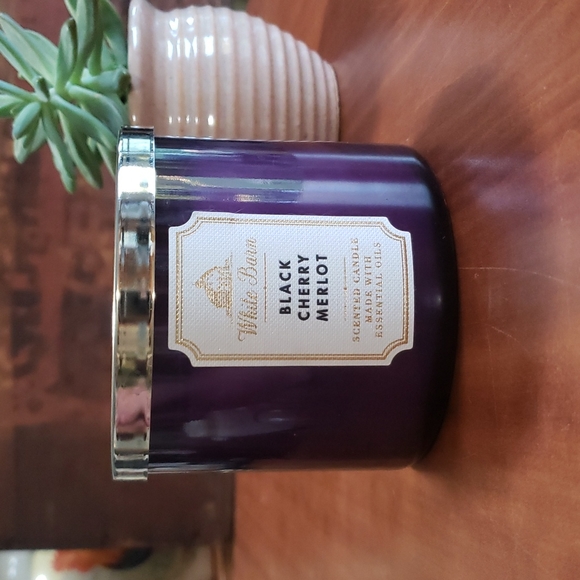 White Barn
BLACK
CHERRY
MERLOT
SCENTED CANDLE
MADE WITH
ESSENTIAL OILS